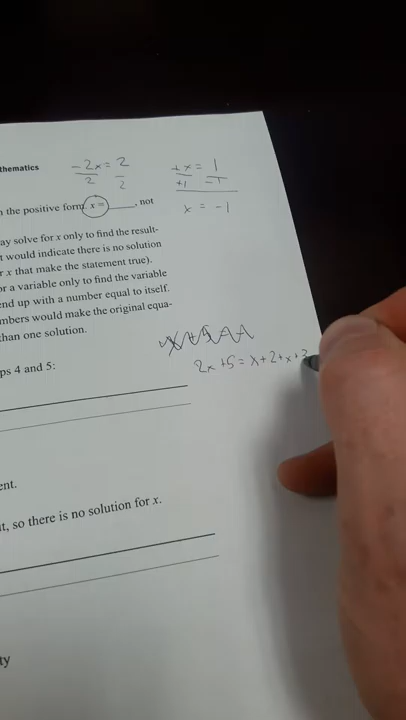 thematics
-2x = 2
2 2
+x = 1
+1 -1
x = -1
n the positive form x = ____, not
ay solve for x only to find the result-
t would indicate there is no solution
r x that make the statement true).
or a variable only to find the variable
end up with a number equal to itself.
mbers would make the original equa-
than one solution.
2x +5 = x+2+x+3
ps 4 and 5:
ent.
t, so there is no solution for x.
ty